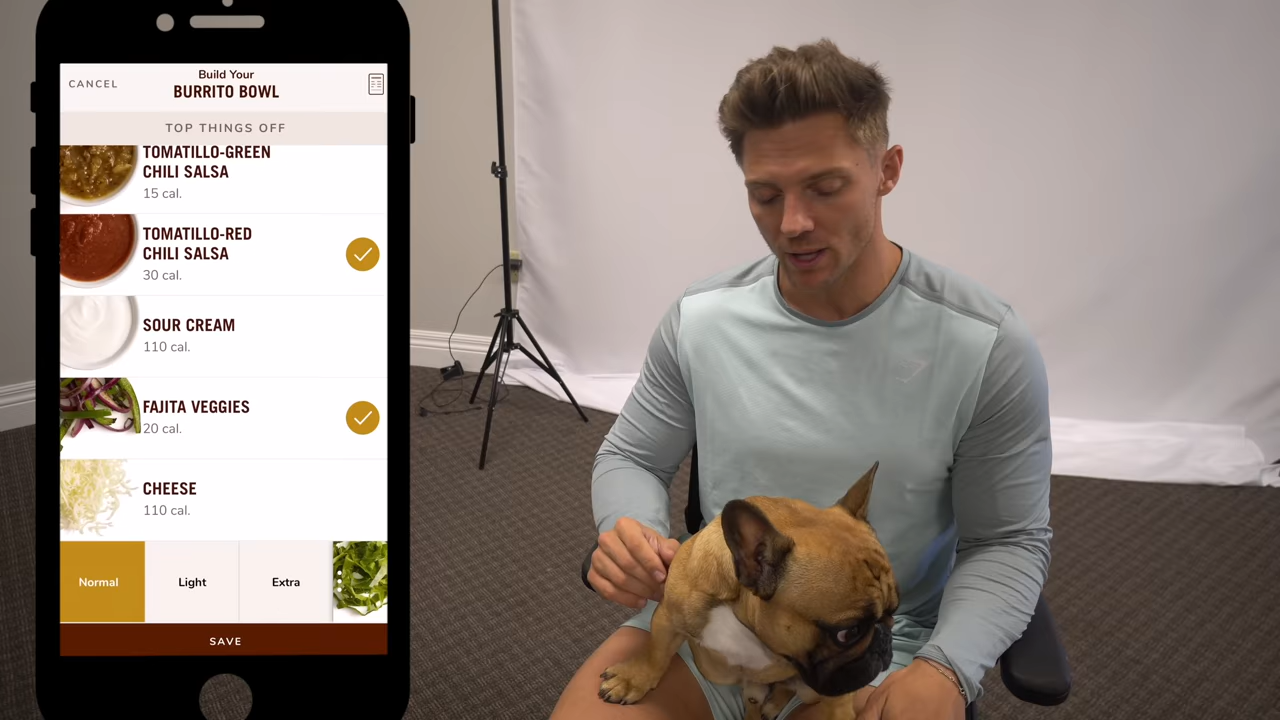 CANCEL
Build Your
BURRITO BOWL
TOP THINGS OFF
TOMATILLO-GREEN
CHILI SALSA
15 cal.
TOMATILLO-RED
CHILI SALSA
30 cal.
SOUR CREAM
110 cal.
FAJITA VEGGIES
20 cal.
CHEESE
110 cal.
Normal
Light
Extra
SAVE